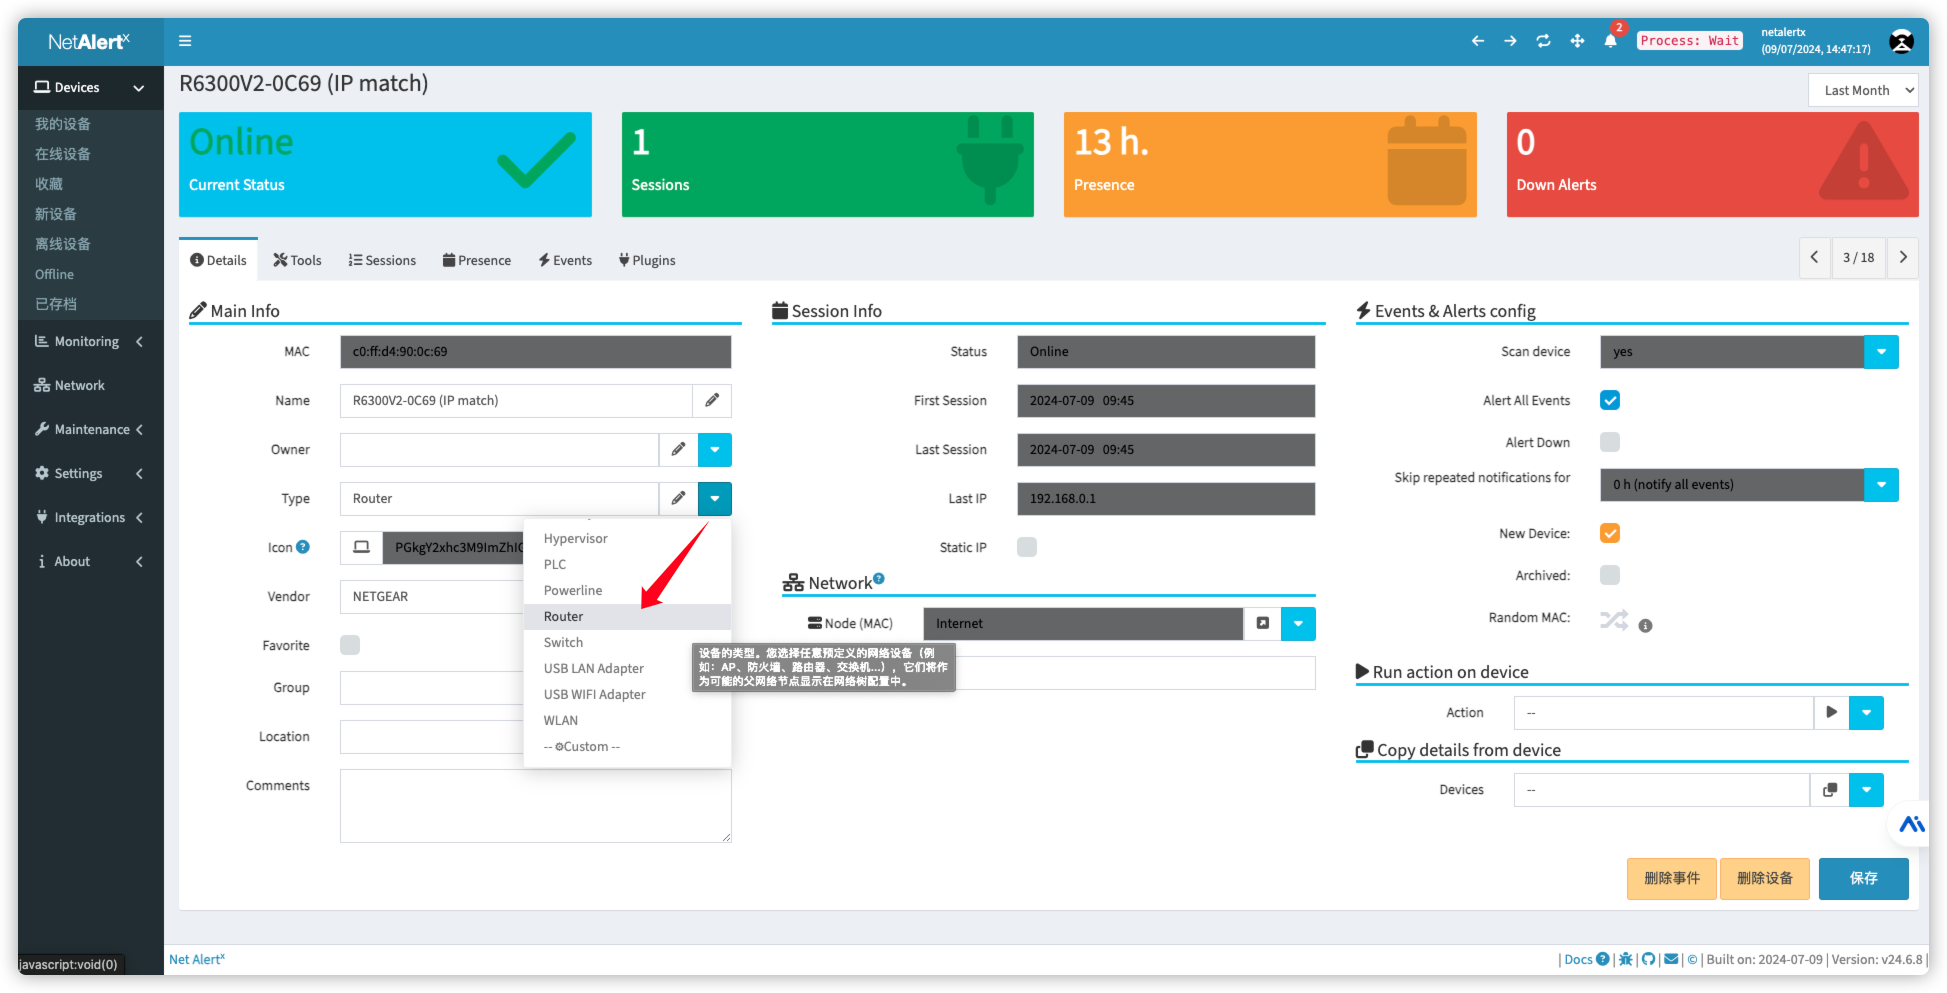 NetAlertx
2
Process: Wait
netalertx
(09/07/2024, 14:47:17)
Devices
我的设备
在线设备
收藏
新设备
离线设备
Offline
已存档
Monitoring
Network
Maintenance
Settings
Integrations
About
R6300V2-0C69 (IP match)
Last Month
Online
Current Status
1
Sessions
13 h.
Presence
0
Down Alerts
Details
Tools
Sessions
Presence
Events
Plugins
3 / 18
Main Info
MAC
c0:ff:d4:90:0c:69
Name
R6300V2-0C69 (IP match)
Owner
Type
Router
Icon
PGkgY2xhc3M9ImZhIG
Vendor
NETGEAR
Favorite
Group
Location
Comments
Hypervisor
PLC
Powerline
Router
Switch
USB LAN Adapter
USB WIFI Adapter
WLAN
-- ⚙Custom --
Session Info
Status
Online
First Session
2024-07-09 09:45
Last Session
2024-07-09 09:45
Last IP
192.168.0.1
Static IP
Network
Node (MAC)
Internet
设备的类型。您选择任意预定义的网络设备（例
如：AP、防火墙、路由器、交换机...），它们将作
为可能的父网络节点显示在网络树配置中。
Events & Alerts config
Scan device
yes
Alert All Events
Alert Down
Skip repeated notifications for
0 h (notify all events)
New Device:
Archived:
Random MAC:
Run action on device
Action
--
Copy details from device
Devices
--
删除事件
删除设备
保存
javascript:void(0)
Net Alertx
| Docs | | | | © | Built on: 2024-07-09 | Version: v24.6.8 |